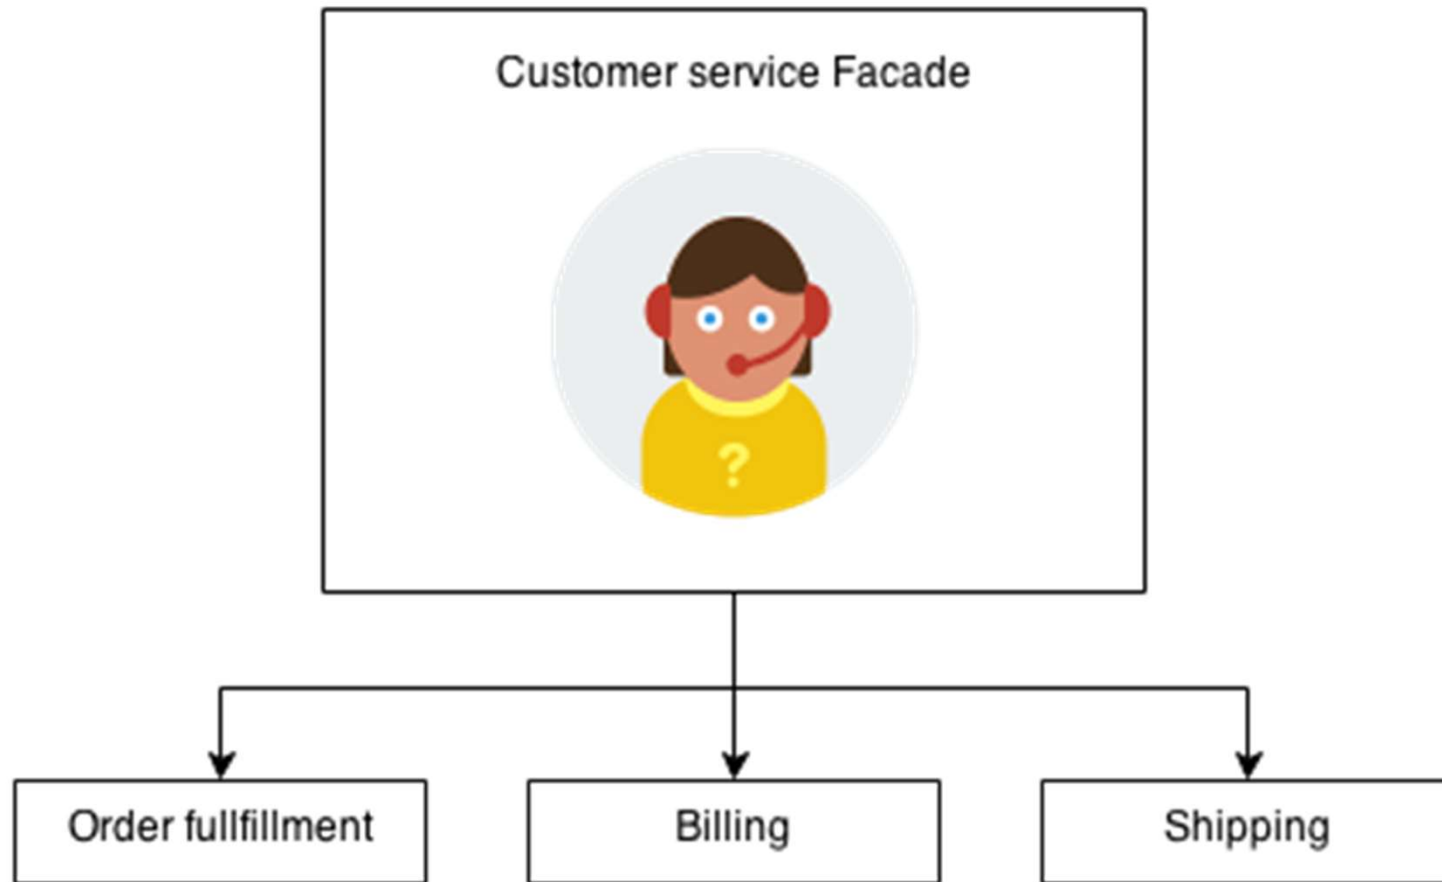 Customer service Facade
?
Order fullfillment
Billing
Shipping